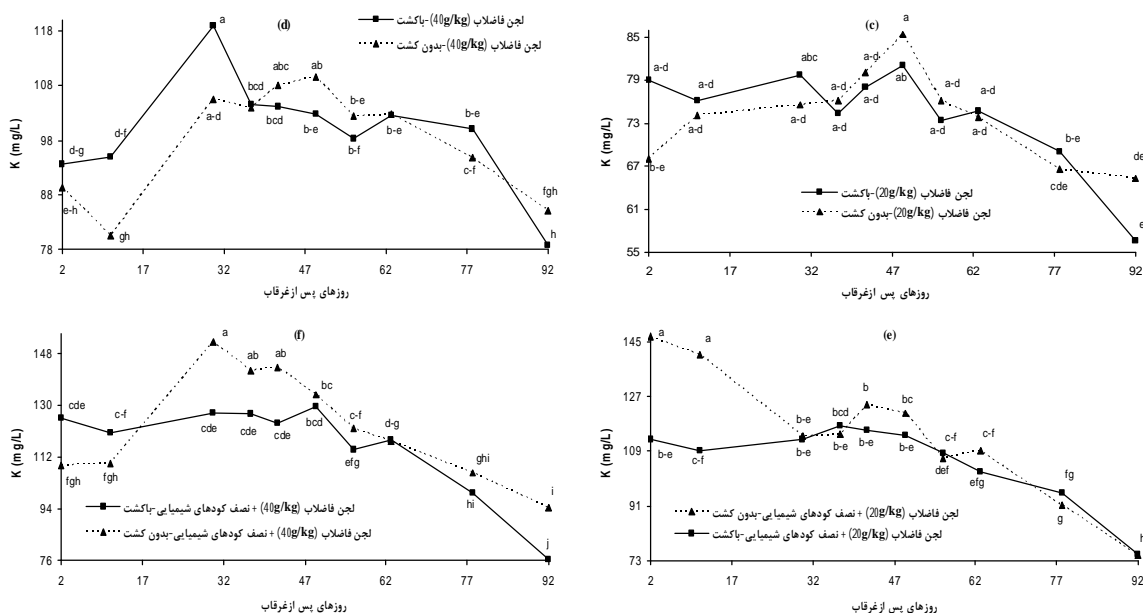 (d)
لجن فاضلاب (40g/kg)-باکشت
لجن فاضلاب (40g/kg)-بدون کشت
K (mg/L)
118
108
98
88
78
2 17 32 47 62 77 92
روزهای پس ازغرقاب
d-g
d-f
a
bcd
bcd
b-e
b-f
b-e
b-e
h
e-h
gh
a-d
abc
ab
b-e
c-f
fgh
(c)
لجن فاضلاب (20g/kg)-باکشت
لجن فاضلاب (20g/kg)-بدون کشت
K (mg/L)
85
79
73
67
61
55
2 17 32 47 62 77 92
روزهای پس ازغرقاب
a-d
a-d
abc
a-d
a-d
ab
a-d
a-d
b-e
e
b-e
a-d
a-d
a-d
a-d
a
a-d
cde
de
(f)
لجن فاضلاب (40g/kg) + نصف کودهای شیمیایی-باکشت
لجن فاضلاب (40g/kg) + نصف کودهای شیمیایی-بدون کشت
K (mg/L)
148
130
112
94
76
2 17 32 47 62 77 92
روزهای پس ازغرقاب
cde
c-f
cde
cde
cde
bcd
efg
d-g
hi
j
fgh
fgh
a
ab
ab
bc
c-f
ghi
i
(e)
لجن فاضلاب (20g/kg) + نصف کودهای شیمیایی-بدون کشت
لجن فاضلاب (20g/kg) + نصف کودهای شیمیایی-باکشت
K (mg/L)
145
127
109
91
73
2 17 32 47 62 77 92
روزهای پس ازغرقاب
a
a
b-e
b
bc
c-f
c-f
g
b-e
c-f
b-e
bcd
b-e
b-e
def
efg
fg
h